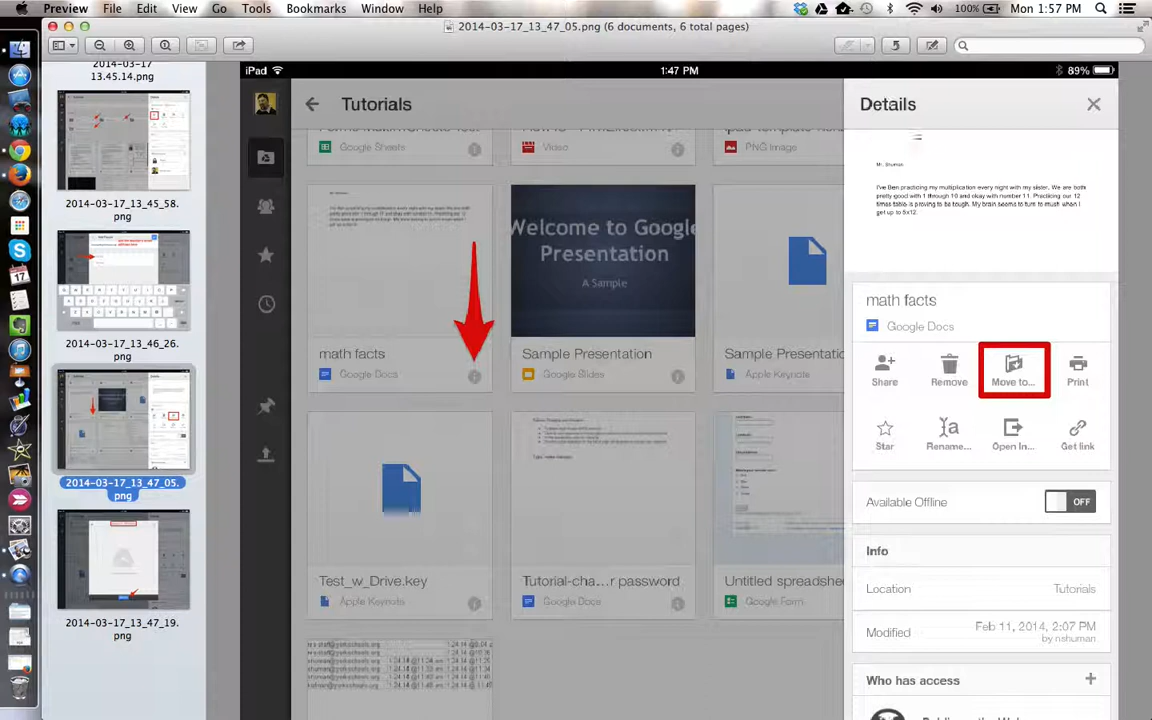 Preview File Edit View Go Tools Bookmarks Window Help
100% Mon 1:57 PM
2014-03-17_13_47_05.png (6 documents, 6 total pages)
2014-03-17
13.45.14.png
2014-03-17_13_45_58.
png
2014-03-17_13_46_26.
png
2014-03-17_13_47_05.
png
2014-03-17_13_47_19.
png
iPad 1:47 PM 89%
Tutorials
Google Sheets
Video
PNG Image
math facts
Google Docs
Welcome to Google
Presentation
A Sample
Sample Presentation
Google Slides
Sample Presentati
Apple Keynote
Test_w_Drive.key
Apple Keynote
Tutorial-cha...r password
Google Docs
Untitled spreadshe
Google Form
Details
Mr. Shuman
I've Ben practicing my multiplication every night with my sister. We are both
perfect good with 1 through 10 and okay with number 11. Practicing our 12
times table is proving to be tough. My brain seems to turn to much when I
get up to 5x12.
math facts
Google Docs
Share Remove Move to... Print
Star Rename... Open In... Get link
Available Offline OFF
Info
Location Tutorials
Modified Feb 11, 2014, 2:07 PM
by nshuman
Who has access +